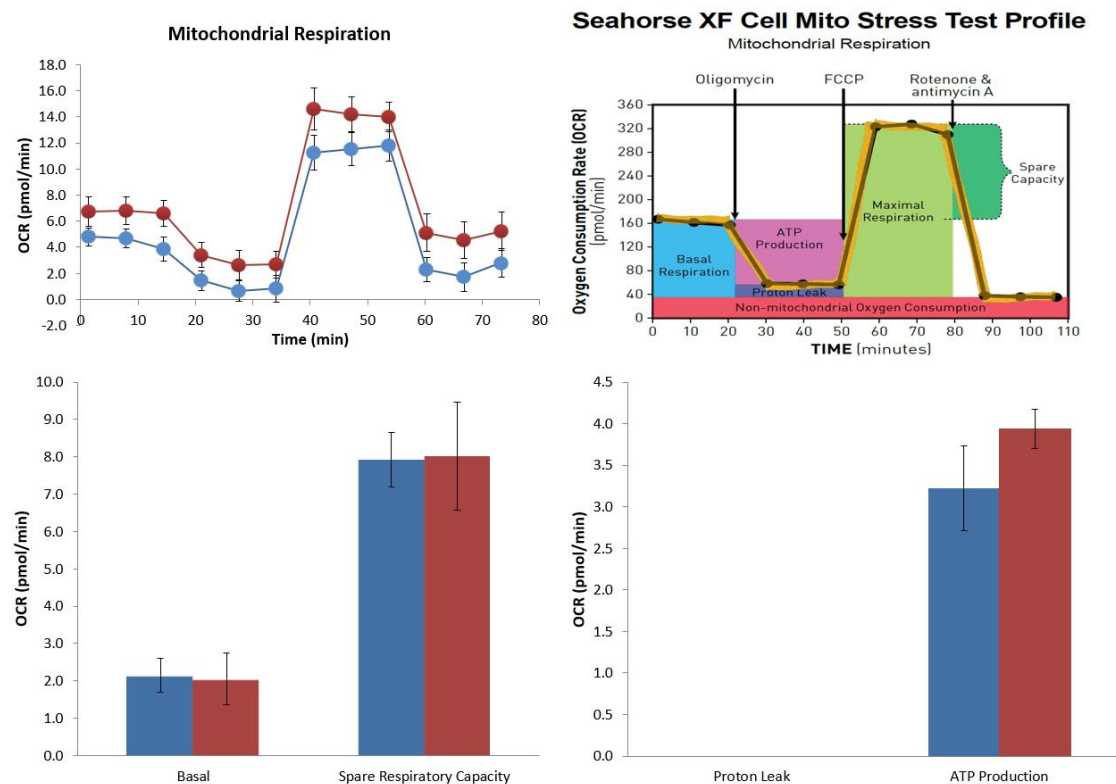 Mitochondrial Respiration
18.0
16.0
14.0
12.0
10.0
8.0
6.0
4.0
2.0
0.0
-2.0
OCR (pmol/min)
0 10 20 30 40 50 60 70 80
Time (min)
Seahorse XF Cell Mito Stress Test Profile
Mitochondrial Respiration
Oligomycin FCCP Rotenone &
antimycin A
360
320
280
240
200
160
120
80
40
0
Oxygen Consumption Rate (OCR)
(pmol/min)
Basal
Respiration
ATP
Production
Proton Leak
Maximal
Respiration
Spare
Capacity
Non-mitochondrial Oxygen Consumption
0 10 20 30 40 50 60 70 80 90 100 110
TIME (minutes)
10.0
9.0
8.0
7.0
6.0
5.0
4.0
3.0
2.0
1.0
0.0
OCR (pmol/min)
Basal Spare Respiratory Capacity
4.5
4.0
3.5
3.0
2.5
2.0
1.5
1.0
0.5
0.0
OCR (pmol/min)
Proton Leak ATP Production